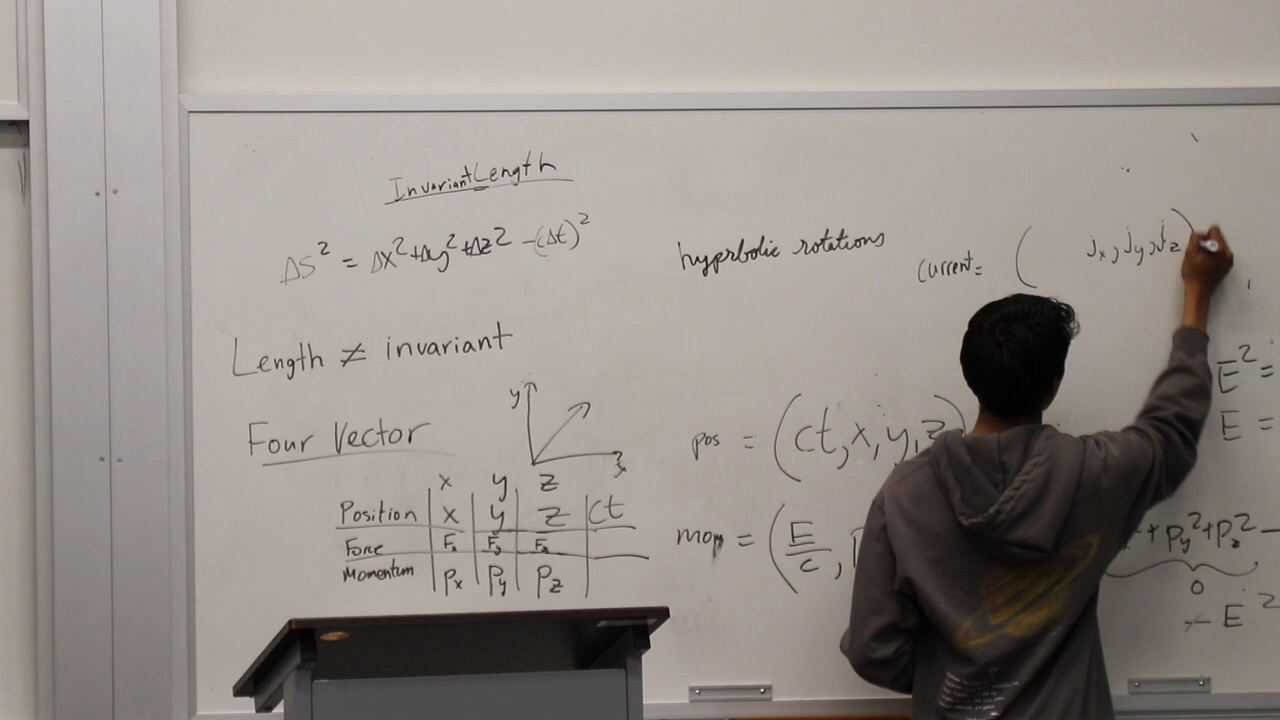 Invariant Length
ΔS² = Δx²+Δy²+Δz² -(Δt)²
Length ≠ invariant
Four Vector
y
x
x y z
Position x y z ct
Force Fx Fy Fz
Momentum Px Py Pz
hyperbolic rotations
current= ( jx, jy, jz)
pos = (ct, x, y, z)
mom = (E/c, P
E² =
E =
+ Py² + Pz² -
0
- E²